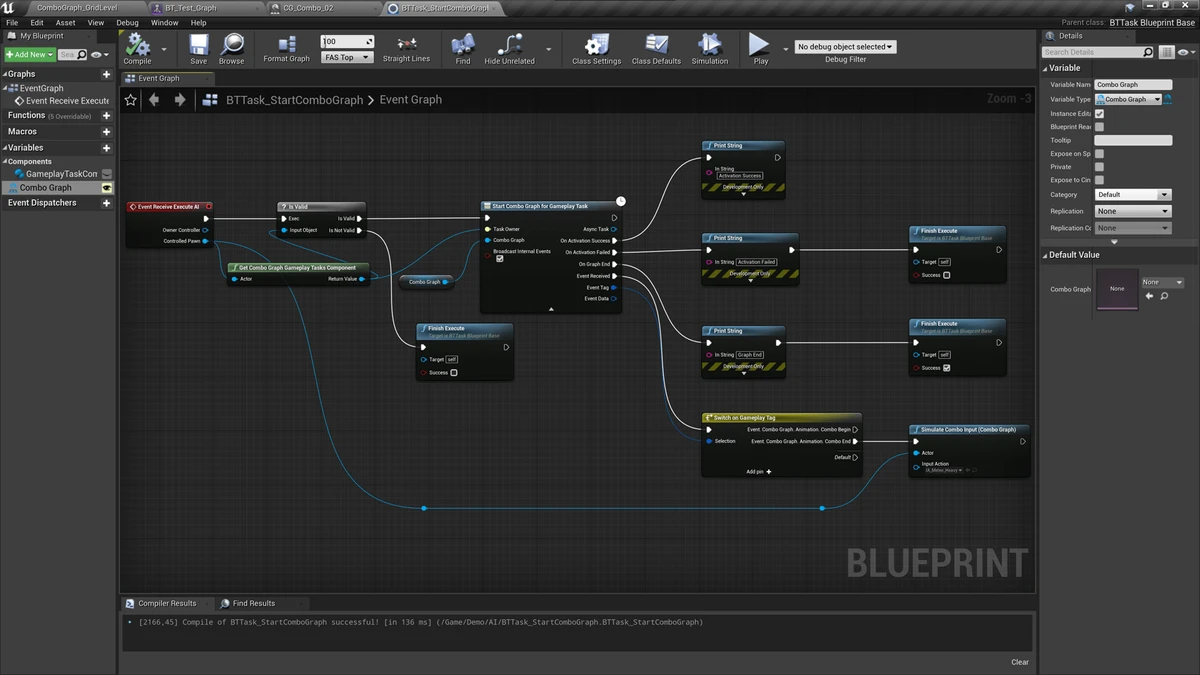 ComboGraph_GridLevel
BT_Test_Graph
CG_Combo_02
BTTask_StartComboGraph
File Edit Asset View Debug Window Help
Parent class: BTTask Blueprint Base
My Blueprint
+Add New
Graphs
EventGraph
Event Receive Execute
Functions (5 Overridable)
Macros
Variables
Components
GameplayTaskCom
Combo Graph
Event Dispatchers
Compile
Save
Browse
Format Graph
100
FAS Top
Straight Lines
Find
Hide Unrelated
Class Settings
Class Defaults
Simulation
Play
No debug object selected
Debug Filter
Event Graph
BTTask_StartComboGraph > Event Graph
Zoom -3
Event Receive Execute AI
Owner Controller
Controlled Pawn
Is Valid
Exec
Is Valid
Input Object
Is Not Valid
Get Combo Graph Gameplay Tasks Component
Actor
Return Value
Combo Graph
Start Combo Graph for Gameplay Task
Task Owner
Async Task
Combo Graph
On Activation Success
Broadcast Internal Events
On Activation Failed
On Graph End
Event Received
Event Tag
Event Data
Finish Execute
Target is BTTask Blueprint Base
Target self
Success
Print String
In String
Activation Success
Development Only
Print String
In String Activation Failed
Development Only
Finish Execute
Target is BTTask Blueprint Base
Target self
Success
Print String
In String Graph End
Development Only
Finish Execute
Target is BTTask Blueprint Base
Target self
Success
Switch on Gameplay Tag
Event. Combo Graph. Animation. Combo Begin
Selection
Event. Combo Graph. Animation. Combo End
Default
Add pin +
Simulate Combo Input (Combo Graph)
Actor
Input Action
IA_Melee_Heavy
BLUEPRINT
Compiler Results
Find Results
[2166,45] Compile of BTTask_StartComboGraph successful! [in 136 ms] (/Game/Demo/AI/BTTask_StartComboGraph.BTTask_StartComboGraph)
Clear
Details
Search Details
Variable
Variable Name Combo Graph
Variable Type Combo Graph
Instance Edit
Blueprint Rea
Tooltip
Expose on Sp
Private
Expose to Cin
Category Default
Replication None
Replication Co None
Default Value
Combo Graph
None
None